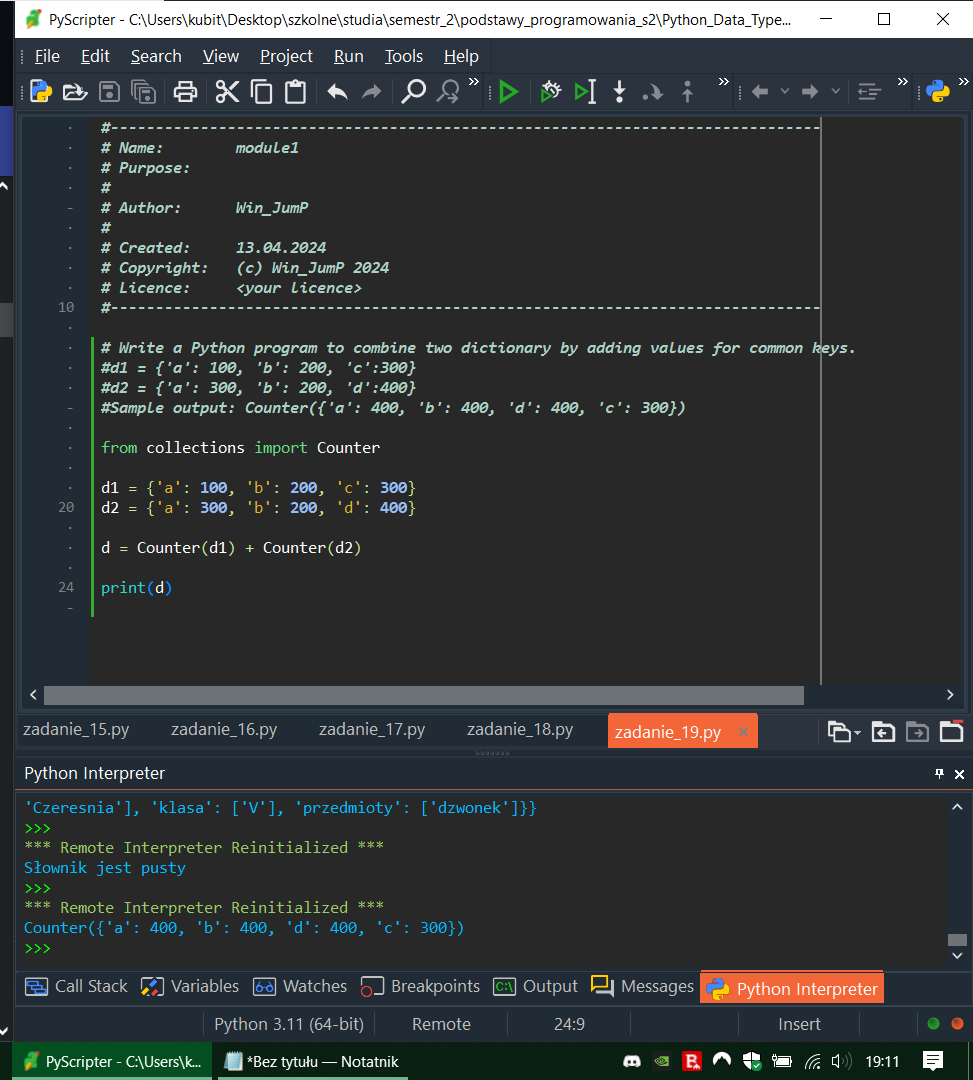 PyScripter - C:\Users\kubit\Desktop\szkolne\studia\semestr_2\podstawy_programowania_s2\Python_Data_Type...
File Edit Search View Project Run Tools Help
#-------------------------------------------------------------------------------
# Name:        module1
# Purpose:
#
# Author:      Win_JumP
#
# Created:     13.04.2024
# Copyright:   (c) Win_JumP 2024
# Licence:     <your licence>
10 #-------------------------------------------------------------------------------
# Write a Python program to combine two dictionary by adding values for common keys.
#d1 = {'a': 100, 'b': 200, 'c':300}
#d2 = {'a': 300, 'b': 200, 'd':400}
#Sample output: Counter({'a': 400, 'b': 400, 'd': 400, 'c': 300})
from collections import Counter
d1 = {'a': 100, 'b': 200, 'c': 300}
20 d2 = {'a': 300, 'b': 200, 'd': 400}
d = Counter(d1) + Counter(d2)
24 print(d)
zadanie_15.py zadanie_16.py zadanie_17.py zadanie_18.py zadanie_19.py
Python Interpreter
'Czeresnia'], 'klasa': ['V'], 'przedmioty': ['dzwonek']}}
>>>
*** Remote Interpreter Reinitialized ***
Słownik jest pusty
>>>
*** Remote Interpreter Reinitialized ***
Counter({'a': 400, 'b': 400, 'd': 400, 'c': 300})
>>>
Call Stack Variables Watches Breakpoints Output Messages Python Interpreter
Python 3.11 (64-bit) Remote 24:9 Insert
PyScripter - C:\Users\k... *Bez tytułu — Notatnik 19:11